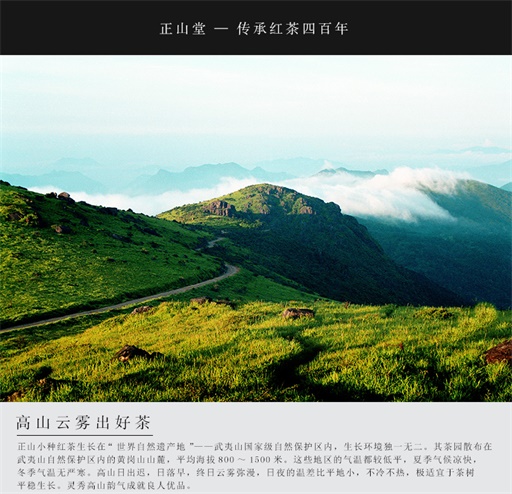 正山堂 — 传承红茶四百年
高山云雾出好茶
正山小种红茶生长在“世界自然遗产地”——武夷山国家级自然保护区内，生长环境独一无二。其茶园散布在
武夷山自然保护区内的黄岗山山麓，平均海拔 800 ~ 1500 米。这些地区的气温都较低平，夏季气候凉快，
冬季气温无严寒。高山日出迟，日落早，终日云雾弥漫，日夜的温差比平地小，不冷不热，极适宜于茶树
平稳生长。灵秀高山韵气成就良人优品。